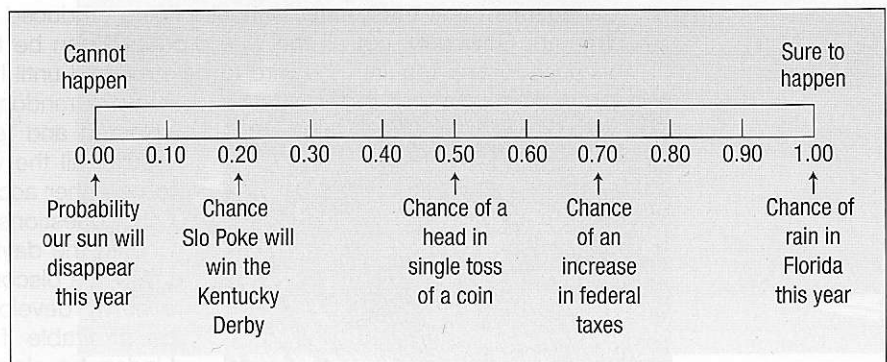 Cannot
happen
Sure to
happen
0.00 0.10 0.20 0.30 0.40 0.50 0.60 0.70 0.80 0.90 1.00
Probability
our sun will
disappear
this year
Chance
Slo Poke will
win the
Kentucky
Derby
Chance of a
head in
single toss
of a coin
Chance
of an
increase
in federal
taxes
Chance of
rain in
Florida
this year